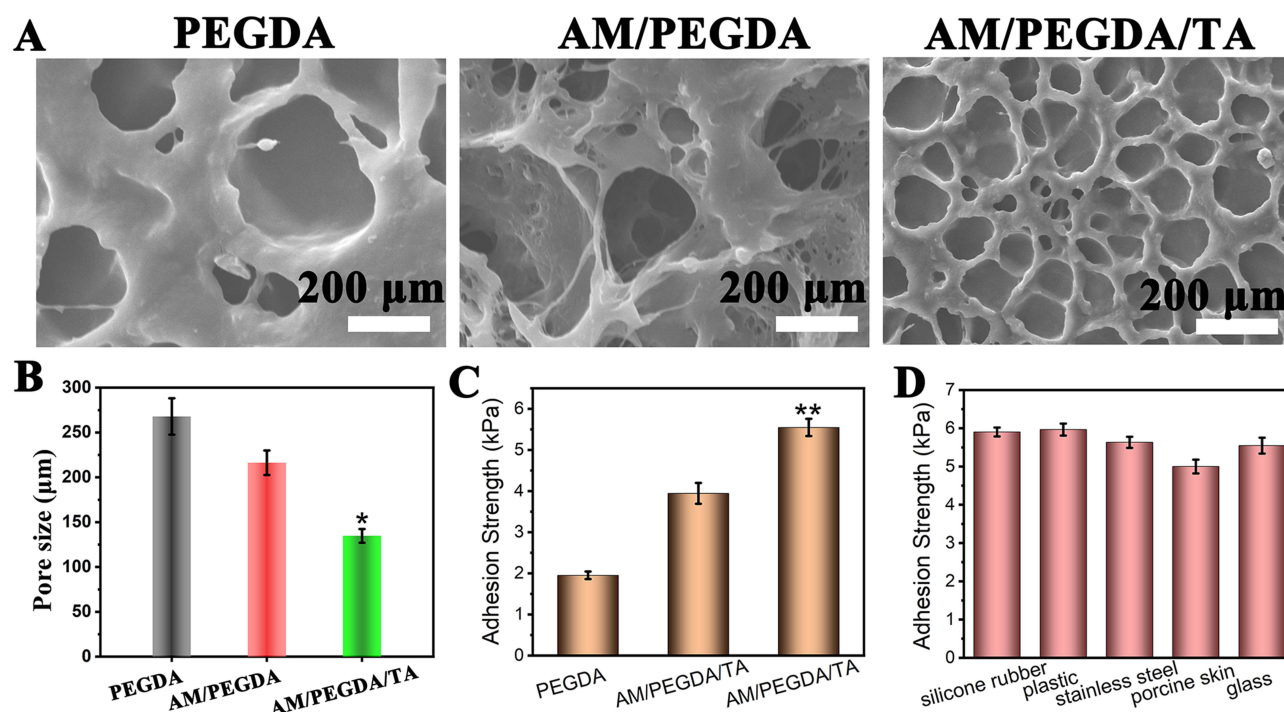 A
PEGDA
AM/PEGDA
AM/PEGDA/TA
200 μm
200 μm
200 μm
B
Pore size (μm)
300
250
200
150
100
50
0
*
PEGDA
AM/PEGDA
AM/PEGDA/TA
C
Adhesion Strength (kPa)
6
5
4
3
2
1
0
**
PEGDA
AM/PEGDA/TA
AM/PEGDA/TA
D
Adhesion Strength (kPa)
7
6
5
4
3
2
1
0
silicone rubber
plastic
stainless steel
porcine skin
glass